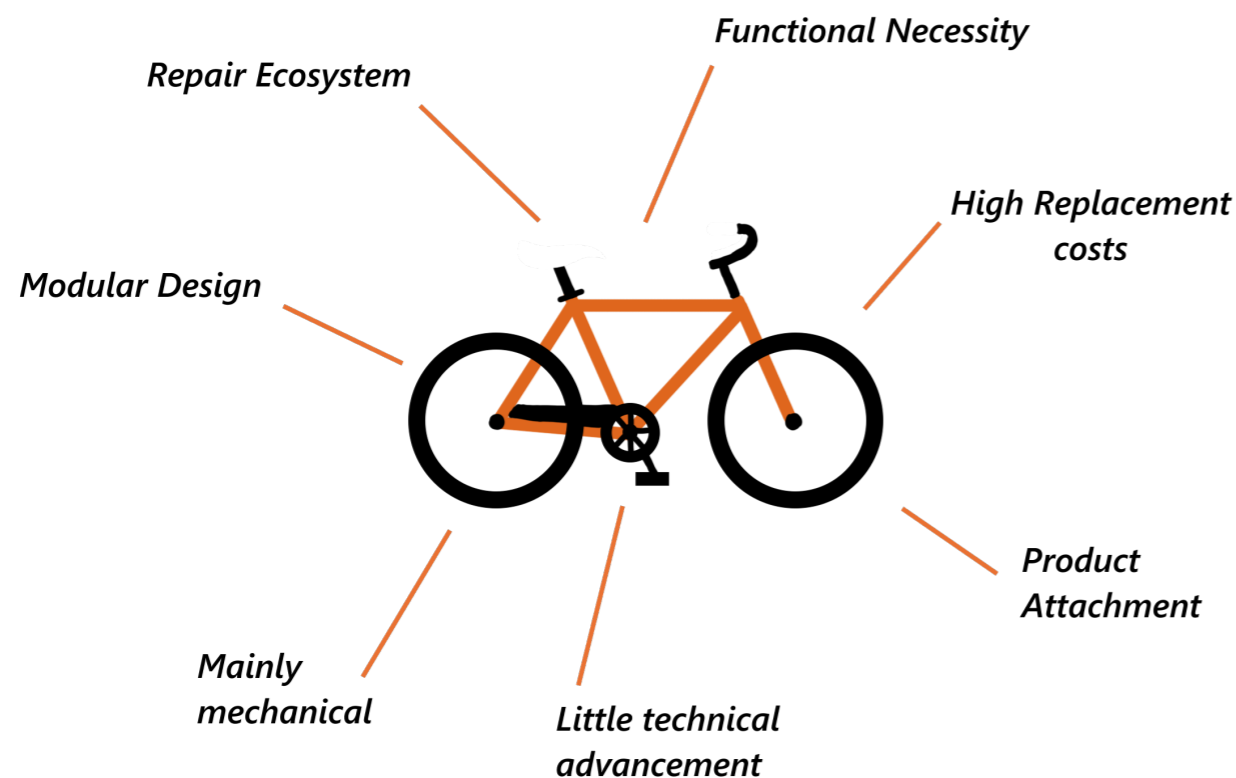 Functional Necessity
Repair Ecosystem
High Replacement
costs
Modular Design
Product
Attachment
Mainly
mechanical
Little technical
advancement